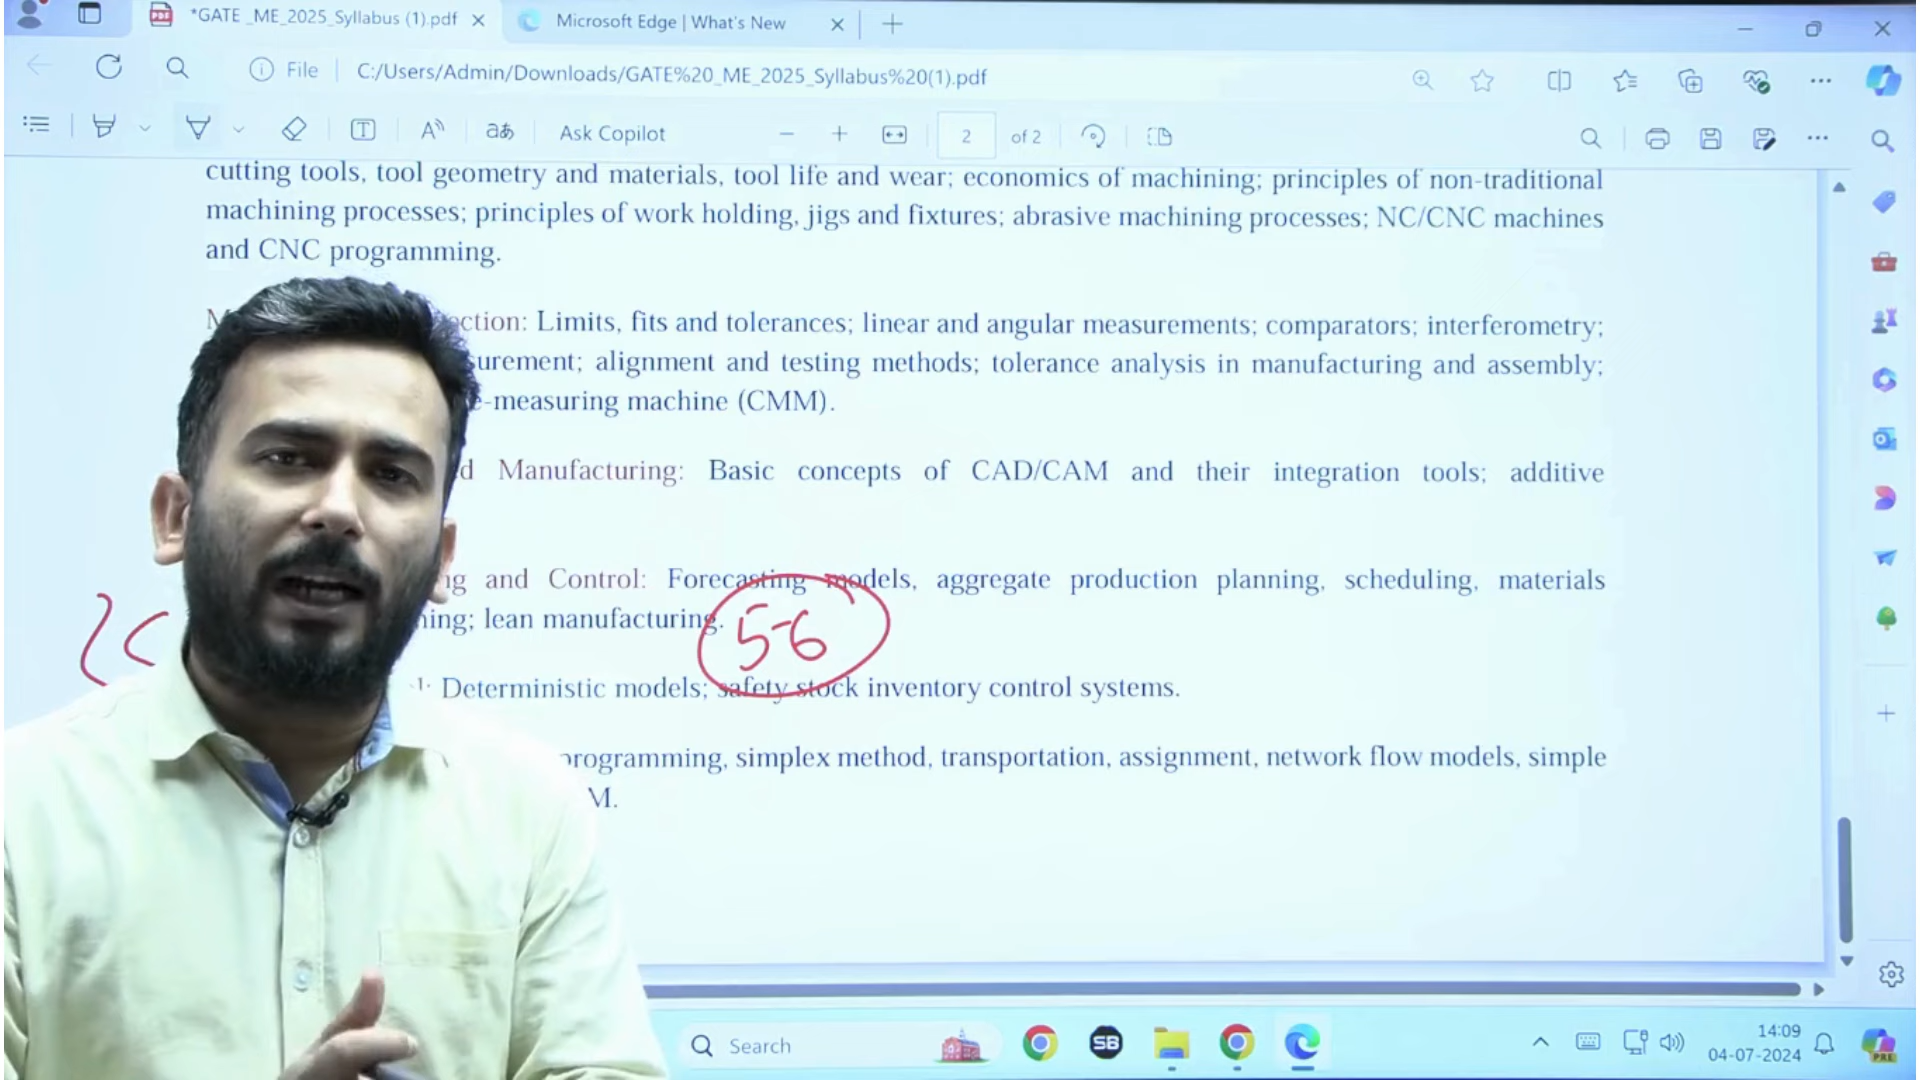 *GATE _ME_2025_Syllabus (1).pdf
Microsoft Edge | What's New
File
C:/Users/Admin/Downloads/GATE%20_ME_2025_Syllabus%20(1).pdf
Ask Copilot
2 of 2
cutting tools, tool geometry and materials, tool life and wear; economics of machining; principles of non-traditional
machining processes; principles of work holding, jigs and fixtures; abrasive machining processes; NC/CNC machines
and CNC programming.
ction: Limits, fits and tolerances; linear and angular measurements; comparators; interferometry;
surement; alignment and testing methods; tolerance analysis in manufacturing and assembly;
e-measuring machine (CMM).
d Manufacturing: Basic concepts of CAD/CAM and their integration tools; additive
g and Control: Forecasting models, aggregate production planning, scheduling, materials
ning; lean manufacturing.
5-6
Deterministic models; safety stock inventory control systems.
programming, simplex method, transportation, assignment, network flow models, simple
M.
Search
SB
14:09
04-07-2024
PRE